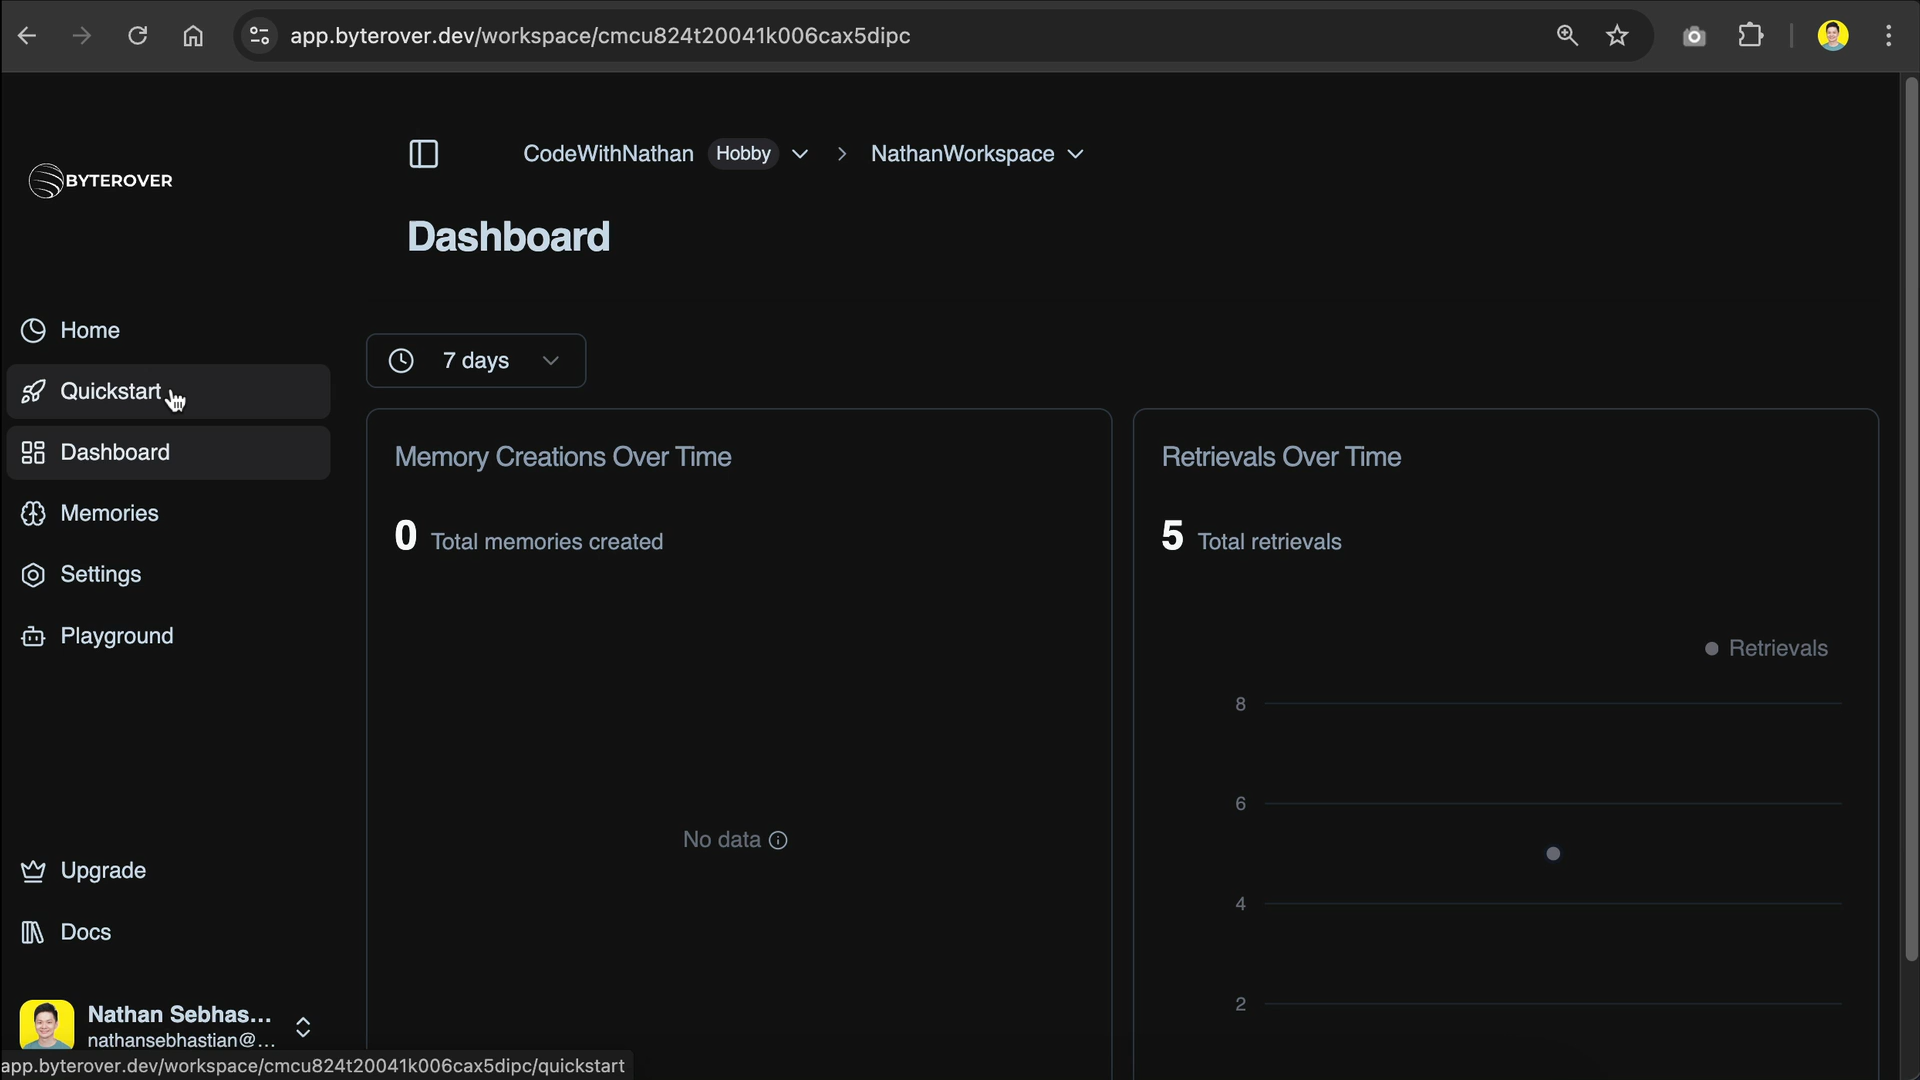 app.byterover.dev/workspace/cmcu824t20041k006cax5dipc
BYTEROVER
CodeWithNathan Hobby NathanWorkspace
Dashboard
Home
Quickstart
Dashboard
Memories
Settings
Playground
7 days
Memory Creations Over Time
0 Total memories created
No data
Retrievals Over Time
5 Total retrievals
Retrievals
8
6
4
2
Upgrade
Docs
Nathan Sebhas...
nathansebhastian@...
app.byterover.dev/workspace/cmcu824t20041k006cax5dipc/quickstart